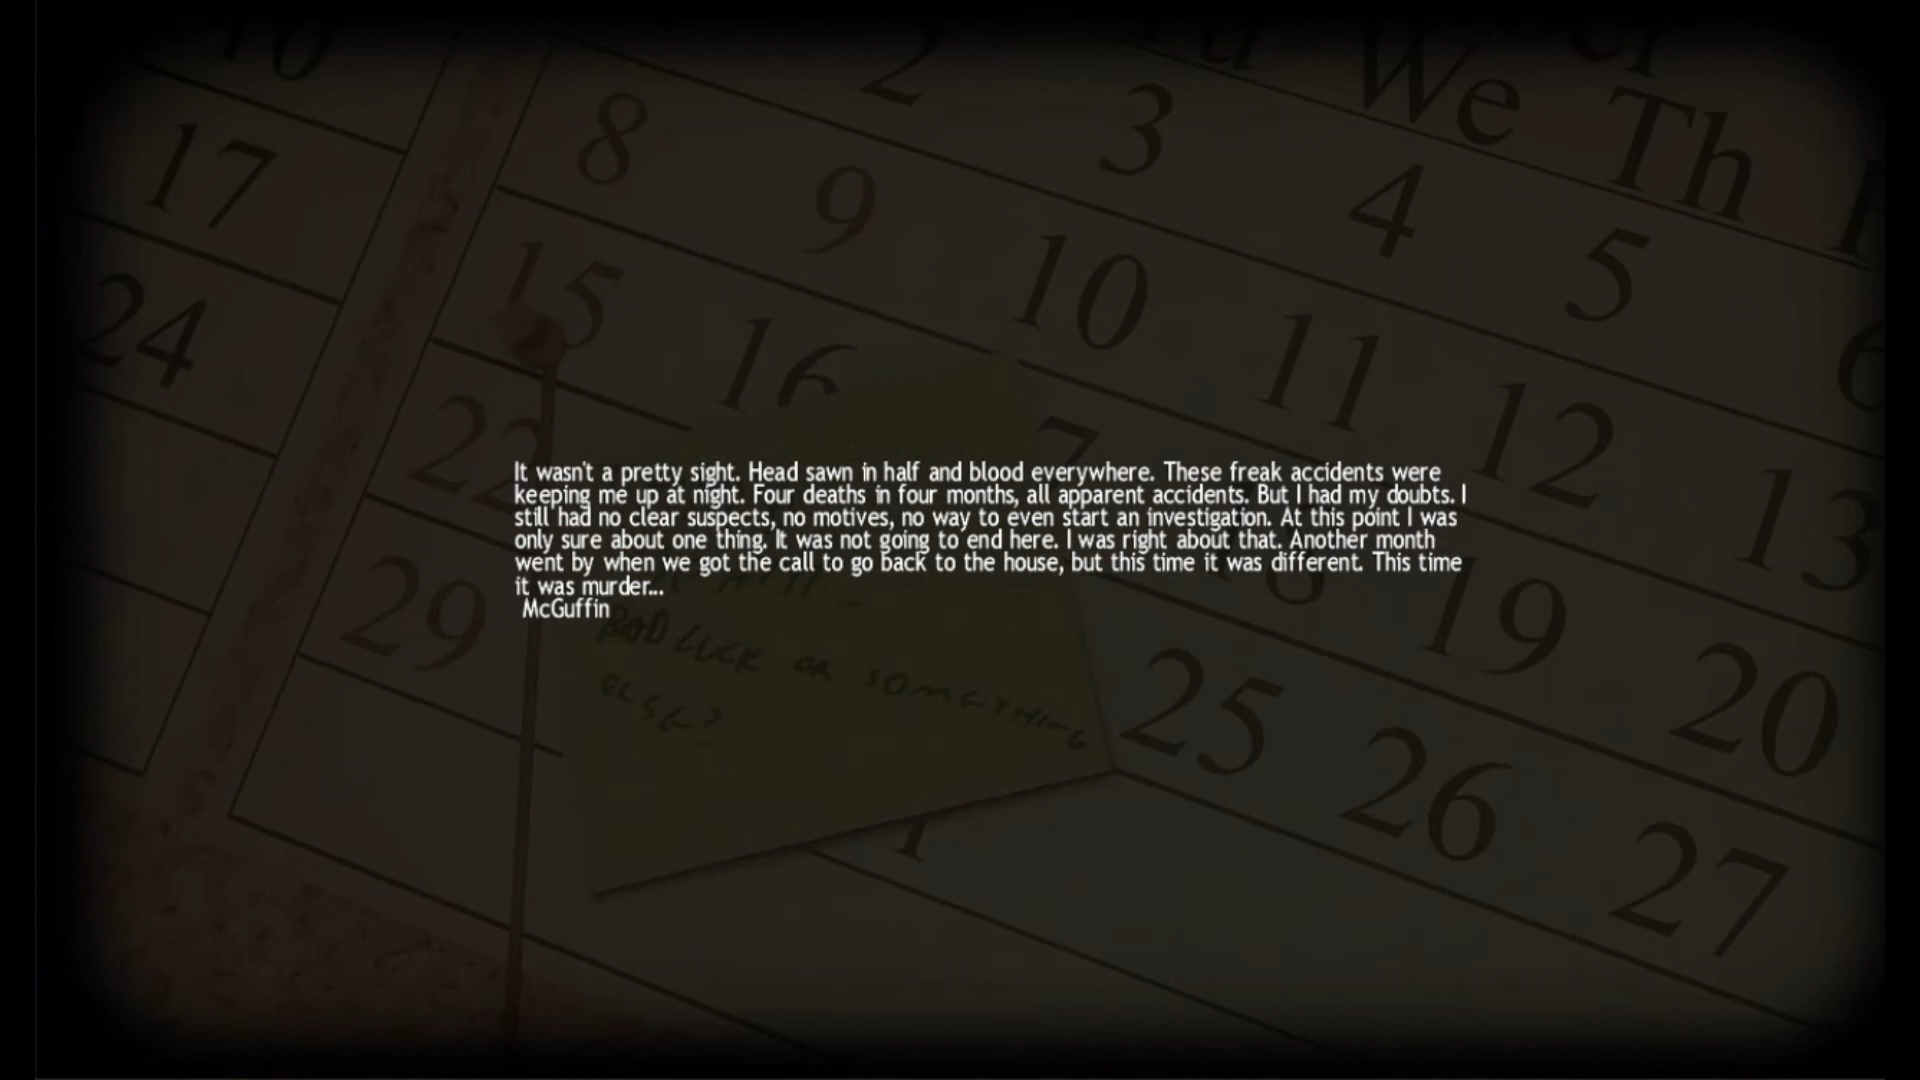 10 2 u We Th
17 8 9 3 4 5 6
24 15 16 10 11 12 13
22 7
It wasn't a pretty sight. Head sawn in half and blood everywhere. These freak accidents were
keeping me up at night. Four deaths in four months, all apparent accidents. But I had my doubts. I
still had no clear suspects, no motives, no way to even start an investigation. At this point I was
only sure about one thing. It was not going to end here. I was right about that. Another month
went by when we got the call to go back to the house, but this time it was different. This time
it was murder...
McGuffin
29 18 19 20
BAD LUCK OR SOMETHING
ELSE?
25 26 27
1